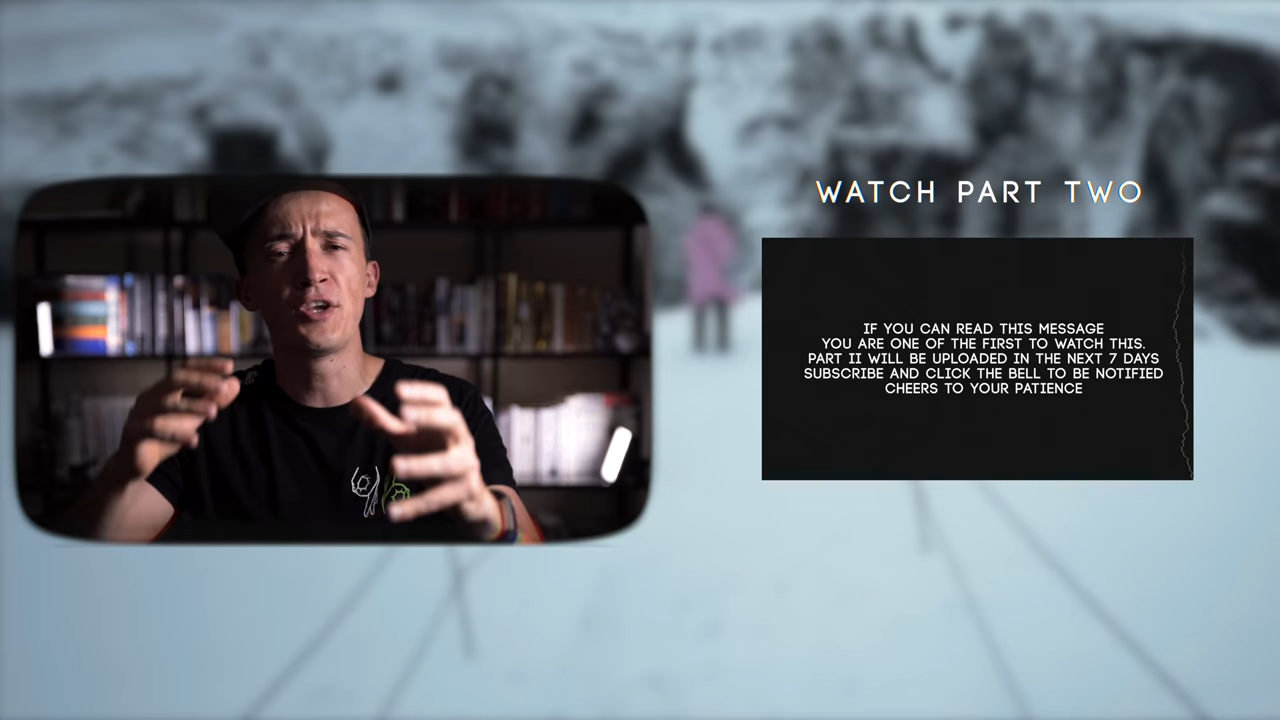 WATCH PART TWO
IF YOU CAN READ THIS MESSAGE
YOU ARE ONE OF THE FIRST TO WATCH THIS.
PART II WILL BE UPLOADED IN THE NEXT 7 DAYS
SUBSCRIBE AND CLICK THE BELL TO BE NOTIFIED
CHEERS TO YOUR PATIENCE